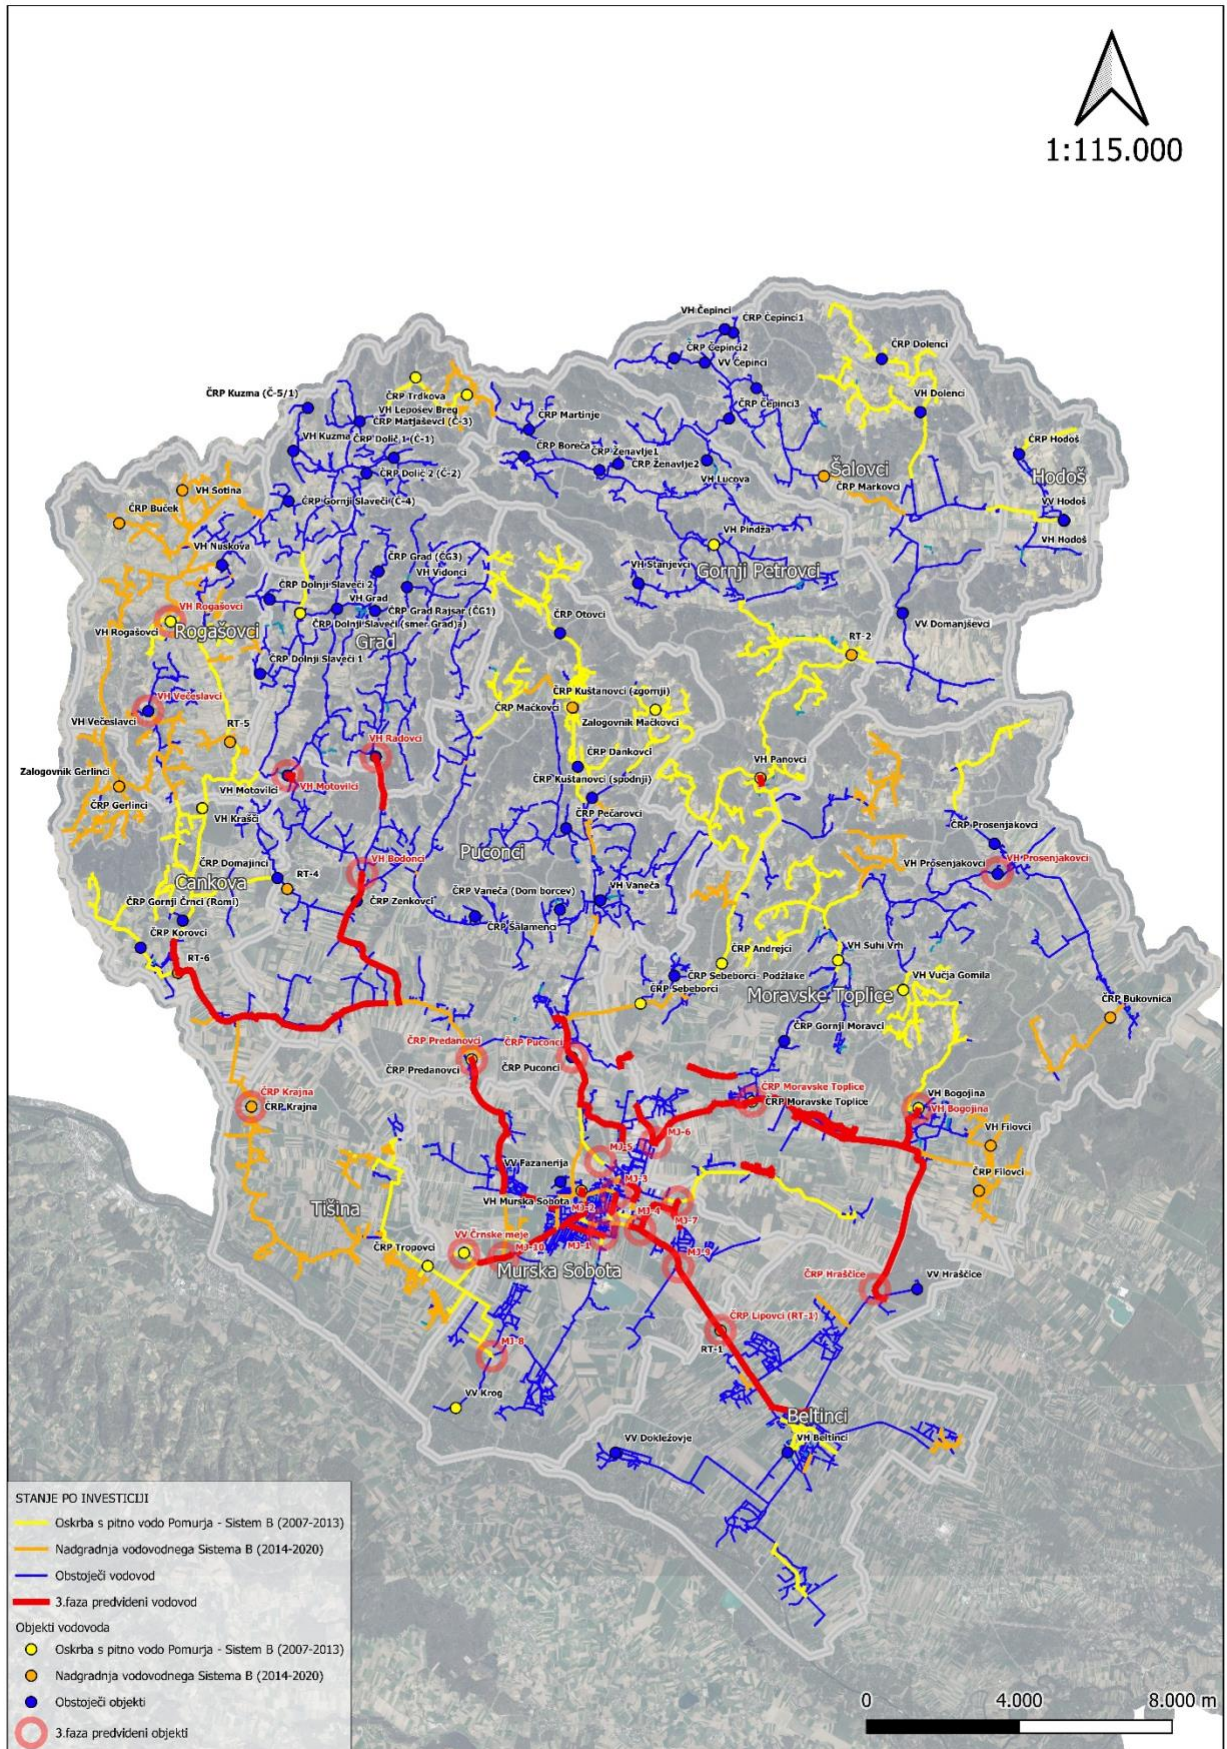 1:115.000
VH Čepinci
ČRP Čepinci1
ČRP Čepinci2
VV Čepinci
ČRP Dolenci
ČRP Trdkova
ČRP Kuzma (Č-5/1)
VH Lepošev Breg
ČRP Čepinci3
VH Dolenci
ČRP Matjaševci (Č-3)
ČRP Martinje
VH Kuzma
ČRP Dolič 1 (Č-1)
ČRP Boreča
ČRP Ženavlje1
ČRP Hodoš
ČRP Dolič 2 (Č-2)
ČRP Ženavlje2
Šalovci
Hodoš
VH Lucova
ČRP Markovci
VH Sotina
ČRP Gornji Slaveči (Č-4)
VV Hodoš
ČRP Buček
VH Pindža
VH Hodoš
VH Nuskova
ČRP Grad (ČG3)
VH Vidonci
VH Stanjevci
Gornji Petrovci
ČRP Dolnji Slaveči 2
VH Grad
VH Rogašovci
ČRP Grad Rajsar (ČG1)
ČRP Otovci
VV Domanjševci
VH Rogašovci
Rogašovci
ČRP Dolnji Slaveči (smer Grad)a)
Grad
RT-2
ČRP Dolnji Slaveči 1
ČRP Kuštanovci (zgornji)
VH Večeslavci
ČRP Mačkovci
VH Večeslavci
Zalogovnik Mačkovci
RT-5
VH Radovci
ČRP Dankovci
VH Panovci
Zalogovnik Gerlinci
VH Motovilci
VH Motovilci
ČRP Kuštanovci (spodnji)
ČRP Gerlinci
VH Krašči
ČRP Pečarovci
ČRP Prosenjakovci
Puconci
ČRP Domajinci
VH Bodonci
VH Prosenjakovci
VH Prosenjakovci
RT-4
Cankova
ČRP Vaneča (Dom borcev)
VH Vaneča
ČRP Gornji Črnci (Romi)
ČRP Zenkovci
ČRP Šalamenci
ČRP Korovci
RT-6
ČRP Andrejci
VH Suhi Vrh
ČRP Sebeborci- Podžlake
VH Vučja Gomila
ČRP Sebeborci
Moravske Toplice
ČRP Bukovnica
ČRP Gornji Moravci
ČRP Predanovci
ČRP Puconci
ČRP Predanovci
ČRP Puconci
ČRP Krajna
ČRP Moravske Toplice
VH Bogojina
ČRP Krajna
ČRP Moravske Toplice
VH Bogojina
MJ-6
VH Filovci
MJ-5
VV Fazanerija
ČRP Filovci
MJ-3
VH Murska Sobota
Tišina
MJ-2
MJ-4
MJ-7
VV Črnske meje
MJ-10
MJ-1
ČRP Tropovci
MJ-9
Murska Sobota
ČRP Hraščice
VV Hraščice
ČRP Lipovci (RT-1)
MJ-8
RT-1
VV Krog
Beltinci
VV Dokležovje
VH Beltinci
STANJE PO INVESTICIJI
Oskrba s pitno vodo Pomurja - Sistem B (2007-2013)
Nadgradnja vodovodnega Sistema B (2014-2020)
Obstoječi vodovod
3.faza predvideni vodovod
Objekti vodovoda
Oskrba s pitno vodo Pomurja - Sistem B (2007-2013)
Nadgradnja vodovodnega Sistema B (2014-2020)
Obstoječi objekti
3.faza predvideni objekti
0 4.000 8.000 m